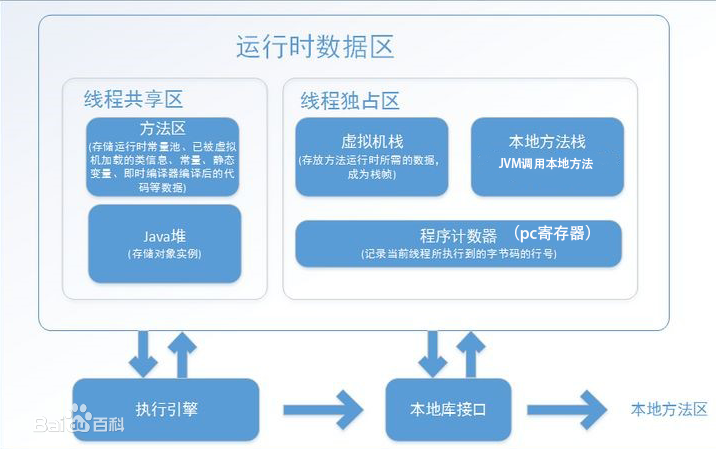 运行时数据区
线程共享区
方法区
(存储运行时常量池、已被虚拟
机加载的类信息、常量、静态
变量、即时编译器编译后的代
码等数据)
Java堆
(存储对象实例)
线程独占区
虚拟机栈
(存放方法运行时所需的数据，
成为栈帧)
本地方法栈
JVM调用本地方法
程序计数器 （pc寄存器）
(记录当前线程所执行到的字节码的行号)
执行引擎
本地库接口
本地方法区
Baidu百科